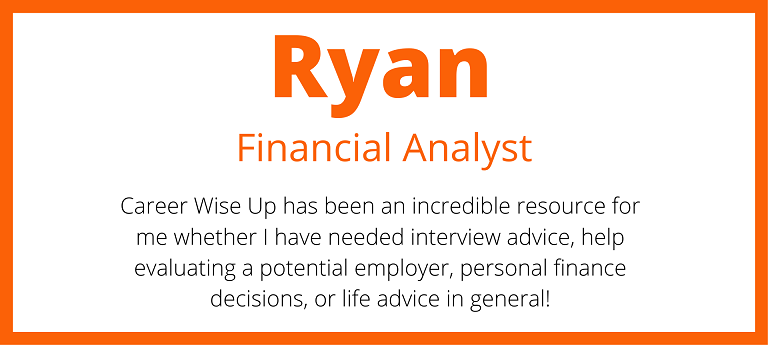 Ryan
Financial Analyst
Career Wise Up has been an incredible resource for
me whether I have needed interview advice, help
evaluating a potential employer, personal finance
decisions, or life advice in general!